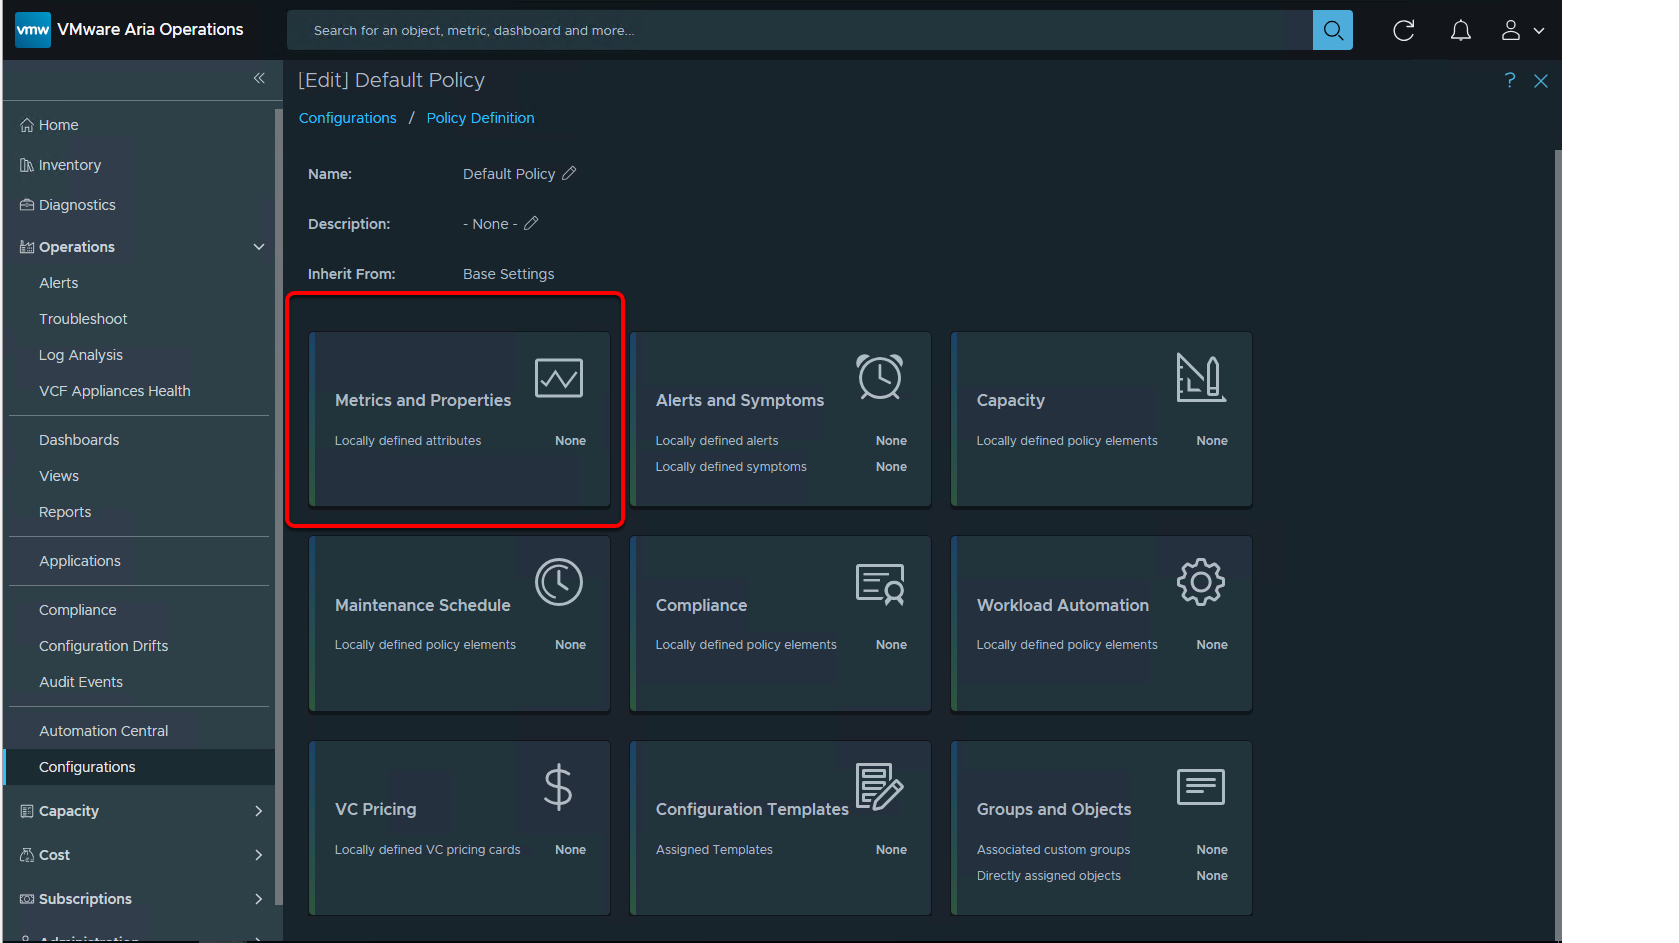 vmw VMware Aria Operations
Search for an object, metric, dashboard and more...
[Edit] Default Policy
?
Configurations / Policy Definition
Name: Default Policy
Description: - None -
Inherit From: Base Settings
Home
Inventory
Diagnostics
Operations
Alerts
Troubleshoot
Log Analysis
VCF Appliances Health
Dashboards
Views
Reports
Applications
Compliance
Configuration Drifts
Audit Events
Automation Central
Configurations
Capacity
Cost
Subscriptions
Administration
Metrics and Properties
Locally defined attributes None
Alerts and Symptoms
Locally defined alerts None
Locally defined symptoms None
Capacity
Locally defined policy elements None
Maintenance Schedule
Locally defined policy elements None
Compliance
Locally defined policy elements None
Workload Automation
Locally defined policy elements None
VC Pricing
Locally defined VC pricing cards None
Configuration Templates
Assigned Templates None
Groups and Objects
Associated custom groups None
Directly assigned objects None